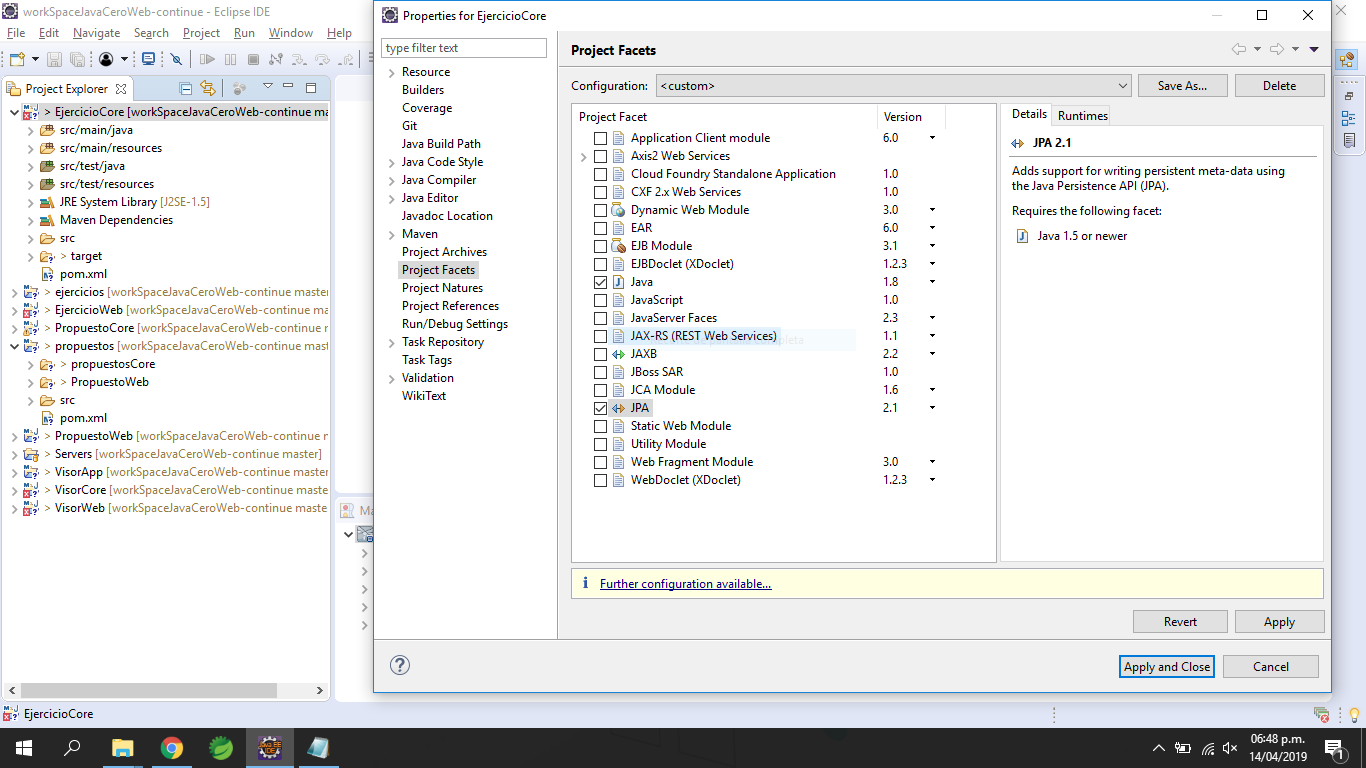 workSpaceJavaCeroWeb-continue - Eclipse IDE
File Edit Navigate Search Project Run Window Help
Project Explorer
> EjercicioCore [workSpaceJavaCeroWeb-continue ma
src/main/java
src/main/resources
src/test/java
src/test/resources
JRE System Library [J2SE-1.5]
Maven Dependencies
src
> target
pom.xml
> ejercicios [workSpaceJavaCeroWeb-continue master
> EjercicioWeb [workSpaceJavaCeroWeb-continue ma
> PropuestoCore [workSpaceJavaCeroWeb-continue r
> propuestos [workSpaceJavaCeroWeb-continue mast
> propuestosCore
> PropuestoWeb
src
pom.xml
> PropuestoWeb [workSpaceJavaCeroWeb-continue r
> Servers [workSpaceJavaCeroWeb-continue master]
> VisorApp [workSpaceJavaCeroWeb-continue master
> VisorCore [workSpaceJavaCeroWeb-continue maste
> VisorWeb [workSpaceJavaCeroWeb-continue maste
EjercicioCore
Ma
Properties for EjercicioCore
type filter text
Resource
Builders
Coverage
Git
Java Build Path
Java Code Style
Java Compiler
Java Editor
Javadoc Location
Maven
Project Archives
Project Facets
Project Natures
Project References
Run/Debug Settings
Task Repository
Task Tags
Validation
WikiText
Project Facets
Configuration: <custom> Save As... Delete
Project Facet Version
Application Client module 6.0
Axis2 Web Services
Cloud Foundry Standalone Application 1.0
CXF 2.x Web Services 1.0
Dynamic Web Module 3.0
EAR 6.0
EJB Module 3.1
EJBDoclet (XDoclet) 1.2.3
Java 1.8
JavaScript 1.0
JavaServer Faces 2.3
JAX-RS (REST Web Services) 1.1
JAXB 2.2
JBoss SAR 1.0
JCA Module 1.6
JPA 2.1
Static Web Module
Utility Module
Web Fragment Module 3.0
WebDoclet (XDoclet) 1.2.3
Details Runtimes
JPA 2.1
Adds support for writing persistent meta-data using
the Java Persistence API (JPA).
Requires the following facet:
Java 1.5 or newer
Further configuration available...
Revert Apply
Apply and Close Cancel
06:48 p.m.
14/04/2019
1